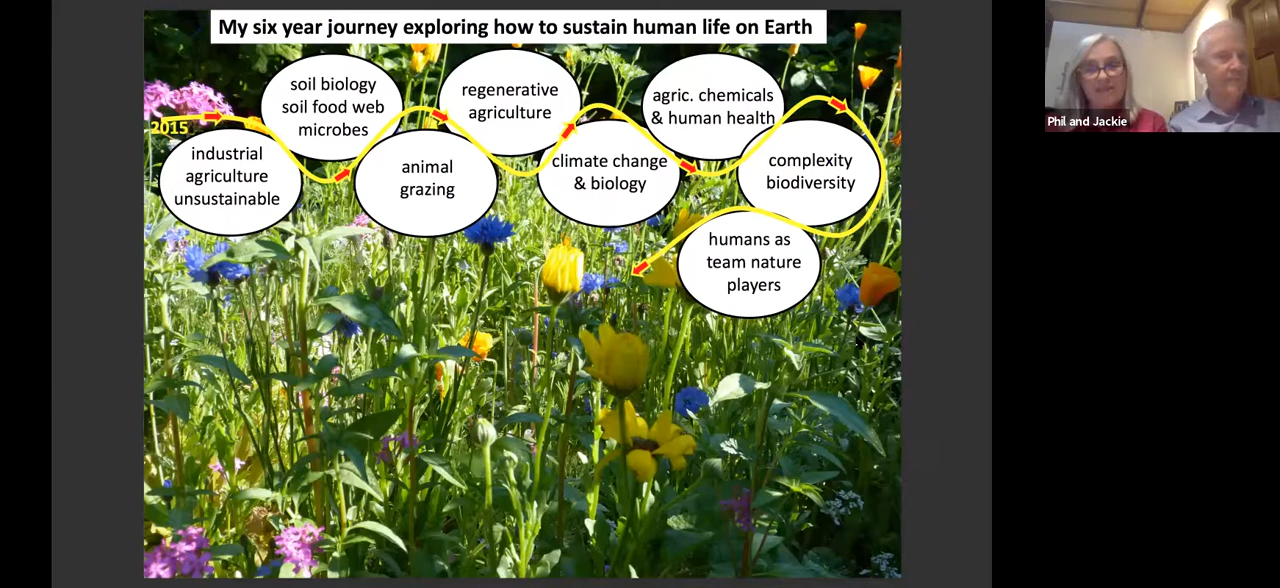 My six year journey exploring how to sustain human life on Earth
2015
industrial
agriculture
unsustainable
soil biology
soil food web
microbes
animal
grazing
regenerative
agriculture
climate change
& biology
agric. chemicals
& human health
complexity
biodiversity
humans as
team nature
players
Phil and Jackie